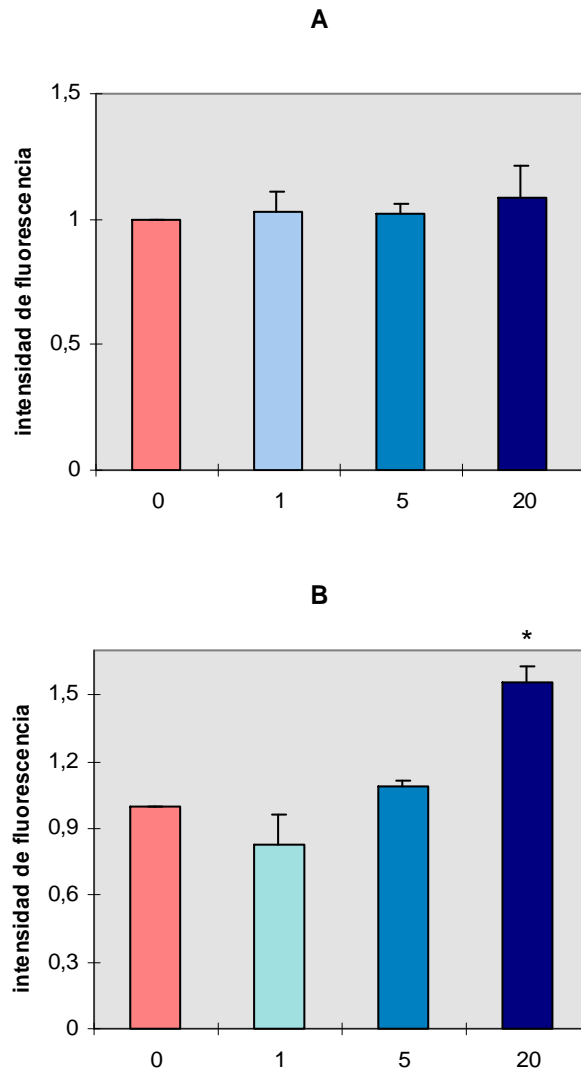 A
intensidad de fluorescencia
1,5
1
0,5
0
0 1 5 20
B
*
intensidad de fluorescencia
1,5
1,2
0,9
0,6
0,3
0
0 1 5 20